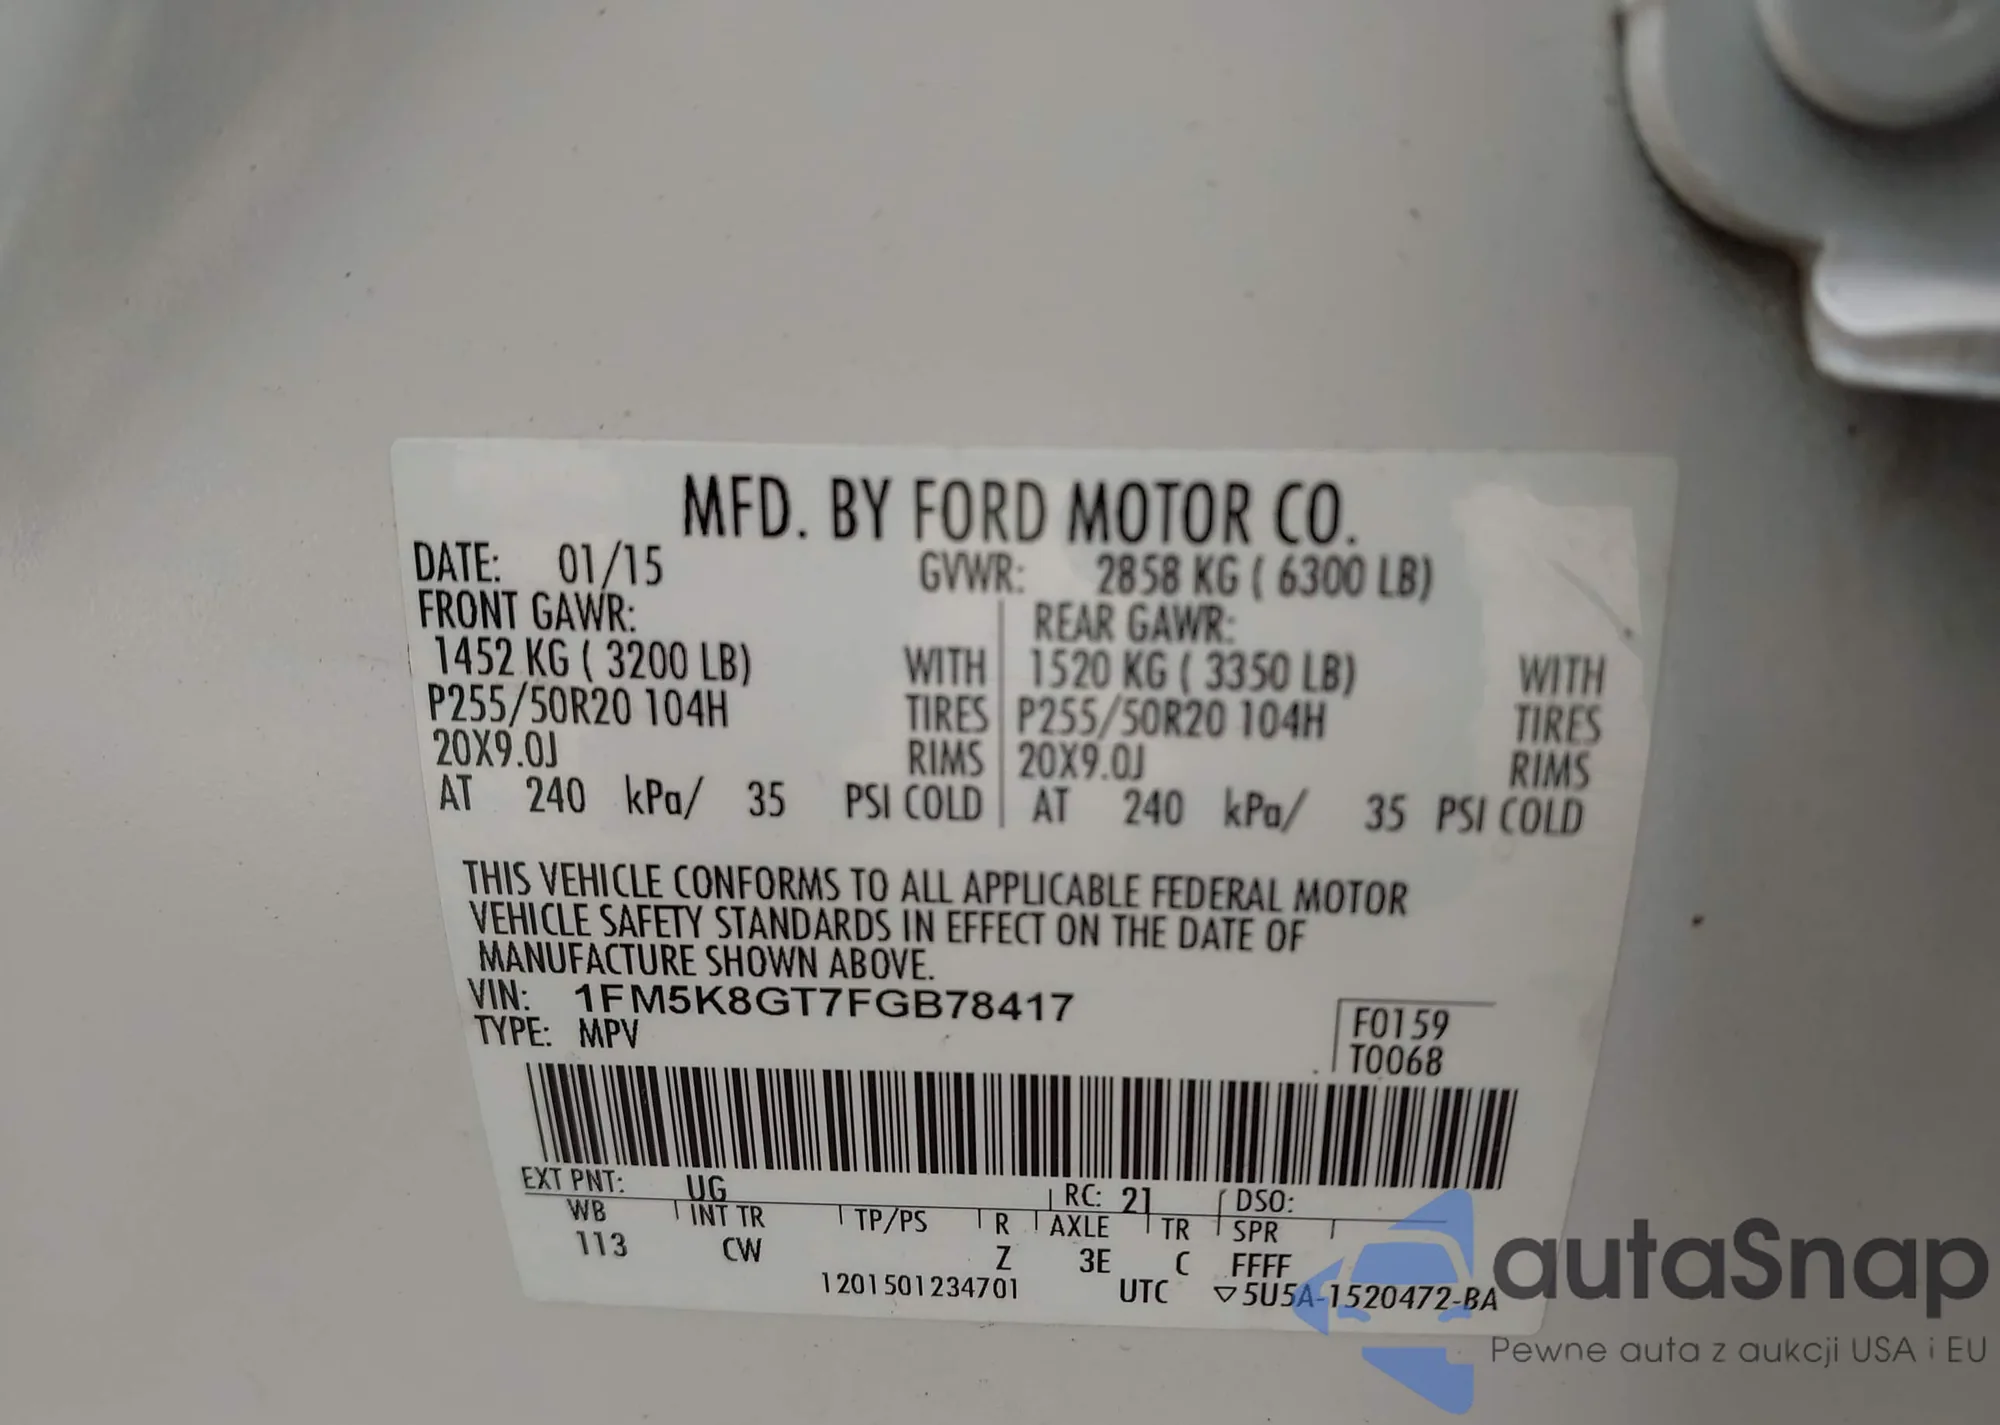 MFD. BY FORD MOTOR CO.
DATE: 01/15 GVWR: 2858 KG ( 6300 LB)
FRONT GAWR: REAR GAWR:
1452 KG ( 3200 LB) WITH 1520 KG ( 3350 LB) WITH
P255/50R20 104H TIRES P255/50R20 104H TIRES
20X9.0J RIMS 20X9.0J RIMS
AT 240 kPa/ 35 PSI COLD AT 240 kPa/ 35 PSI COLD
THIS VEHICLE CONFORMS TO ALL APPLICABLE FEDERAL MOTOR
VEHICLE SAFETY STANDARDS IN EFFECT ON THE DATE OF
MANUFACTURE SHOWN ABOVE.
VIN: 1FM5K8GT7FGB78417
TYPE: MPV
F0159
T0068
EXT PNT: UG RC: 21 DSO:
WB INT TR TP/PS R AXLE TR SPR
113 CW Z 3E C FFFF
1201501234701 UTC ▽5U5A-1520472-BA
autaSnap
Pewne auta z aukcji USA i EU